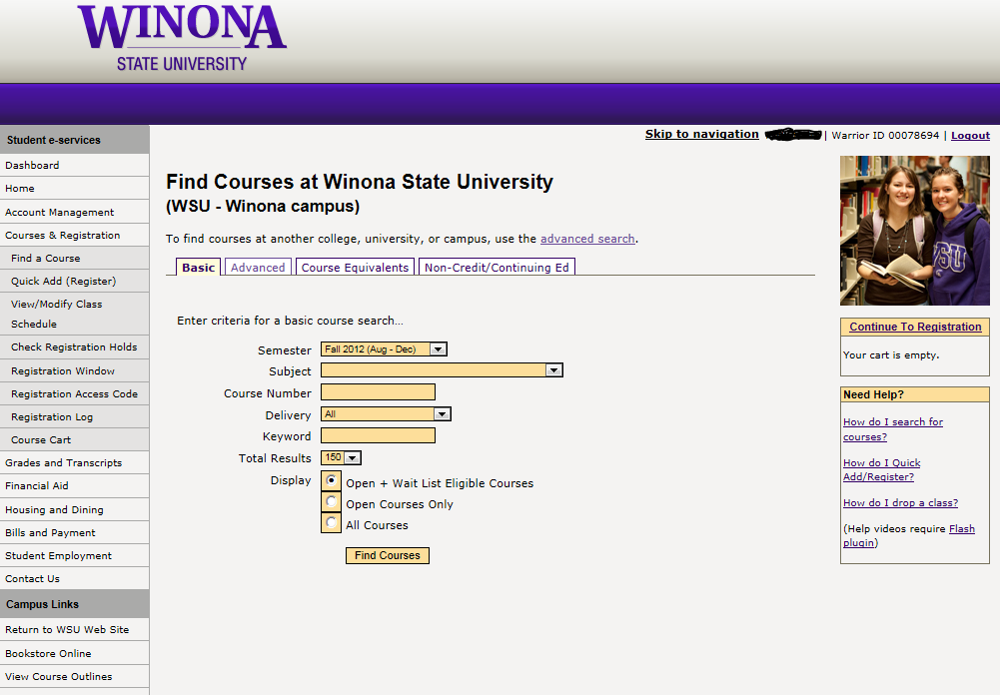 WINONA
STATE UNIVERSITY
Skip to navigation | Warrior ID 00078694 | Logout
Student e-services
Dashboard
Home
Account Management
Courses & Registration
Find a Course
Quick Add (Register)
View/Modify Class
Schedule
Check Registration Holds
Registration Window
Registration Access Code
Registration Log
Course Cart
Grades and Transcripts
Financial Aid
Housing and Dining
Bills and Payment
Student Employment
Contact Us
Campus Links
Return to WSU Web Site
Bookstore Online
View Course Outlines
Find Courses at Winona State University
(WSU - Winona campus)
To find courses at another college, university, or campus, use the advanced search.
Basic Advanced Course Equivalents Non-Credit/Continuing Ed
Enter criteria for a basic course search...
Semester Fall 2012 (Aug - Dec)
Subject
Course Number
Delivery All
Keyword
Total Results 150
Display Open + Wait List Eligible Courses
Open Courses Only
All Courses
Find Courses
WSU
Continue To Registration
Your cart is empty.
Need Help?
How do I search for
courses?
How do I Quick
Add/Register?
How do I drop a class?
(Help videos require Flash
plugin)